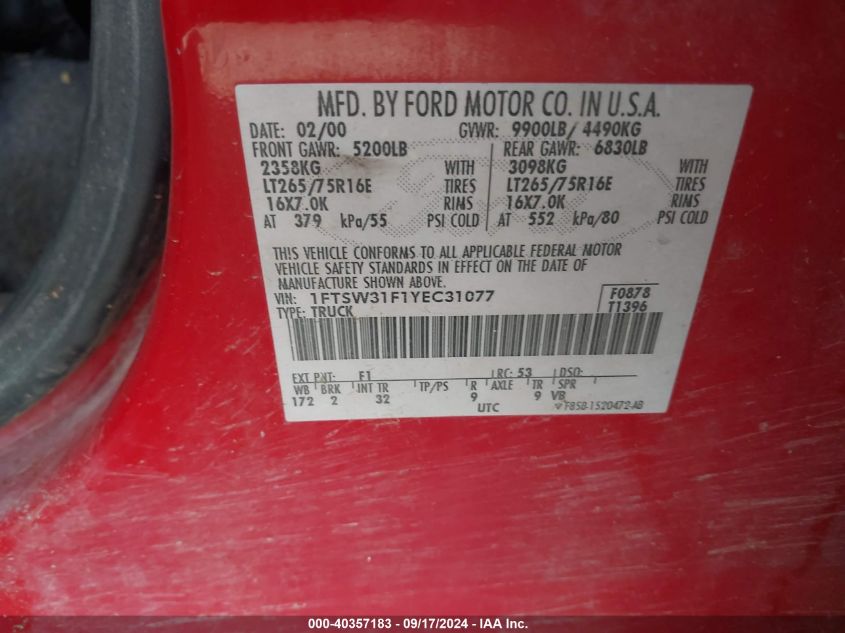 MFD. BY FORD MOTOR CO. IN U.S.A.
DATE: 02/00 GVWR: 9900LB/ 4490KG
FRONT GAWR: 5200LB REAR GAWR: 6830LB
2358KG WITH 3098KG WITH
LT265/75R16E TIRES LT265/75R16E TIRES
16X7.0K RIMS 16X7.0K RIMS
AT 379 kPa/55 PSI COLD AT 552 kPa/80 PSI COLD
THIS VEHICLE CONFORMS TO ALL APPLICABLE FEDERAL MOTOR
VEHICLE SAFETY STANDARDS IN EFFECT ON THE DATE OF
MANUFACTURE SHOWN ABOVE.
VIN: 1FTSW31F1YEC31077 F0878
TYPE: TRUCK T1396
EXT PNT: F1 RC: 53 DSO:
WB BRK INT TR TP/PS R AXLE TR SPR
172 2 32 9 9 VB
UTC F85B-1520472-AB
000-40357183 - 09/17/2024 - IAAI Inc.